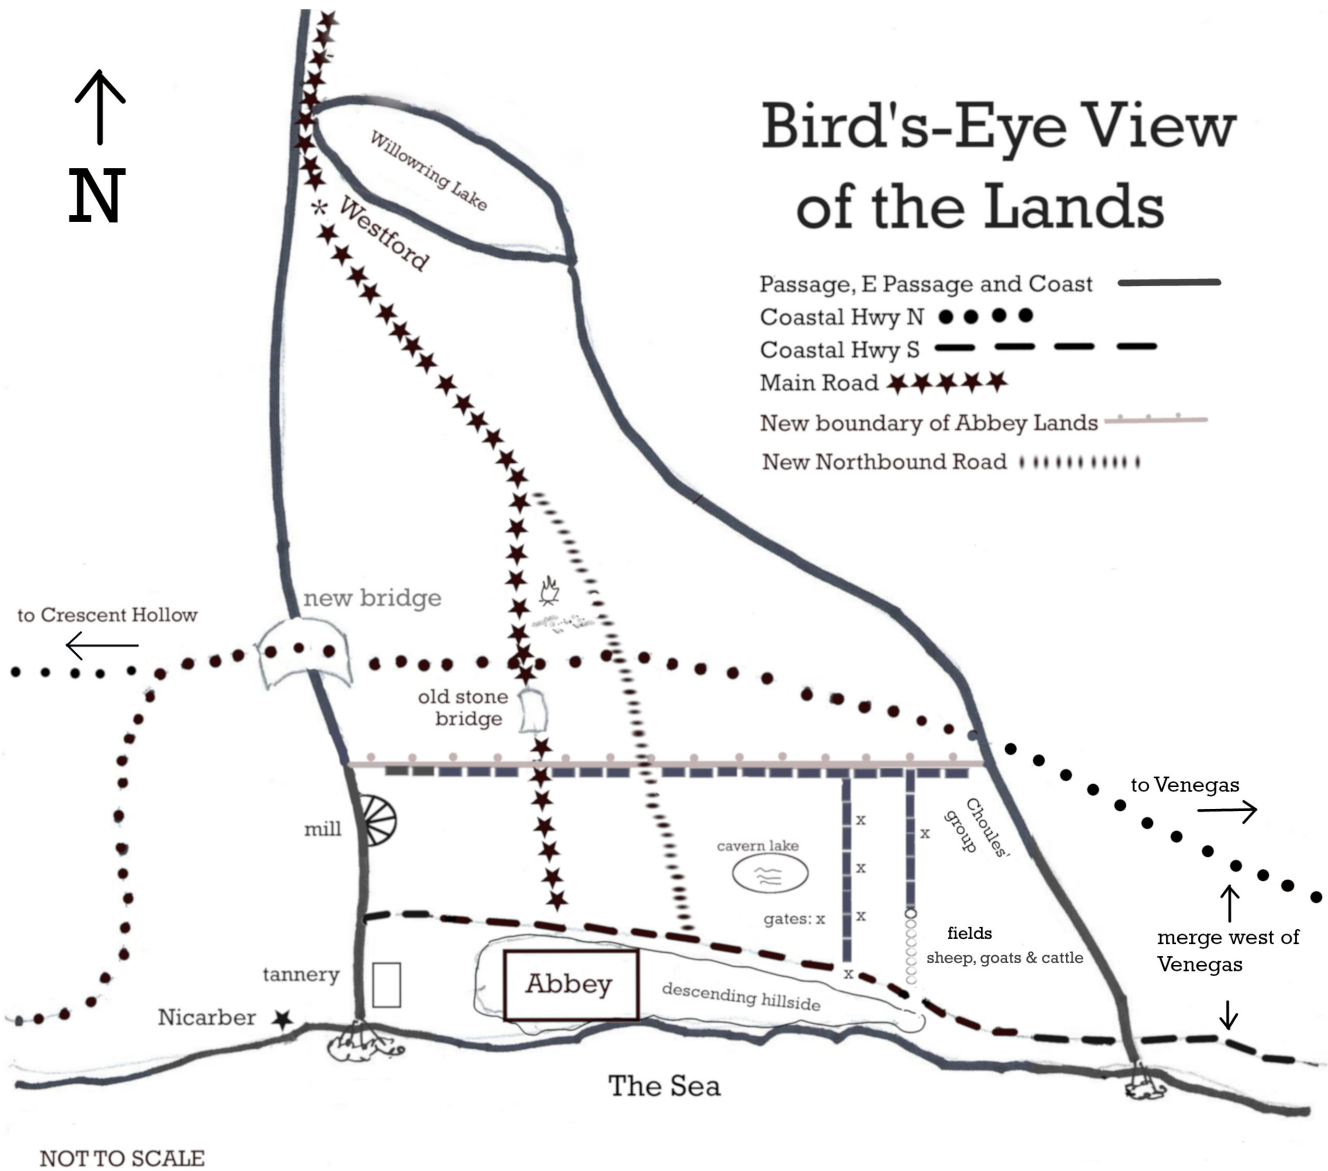 Bird's-Eye View
of the Lands
N
Willowring Lake
* Westford
Passage, E Passage and Coast
Coastal Hwy N
Coastal Hwy S
Main Road
New boundary of Abbey Lands
New Northbound Road
new bridge
to Crescent Hollow
old stone
bridge
to Venegas
mill
Choules'
group
cavern lake
x
x
x
gates: x
x
x
fields
sheep, goats & cattle
merge west of
Venegas
tannery
Abbey
descending hillside
Nicarber
The Sea
NOT TO SCALE